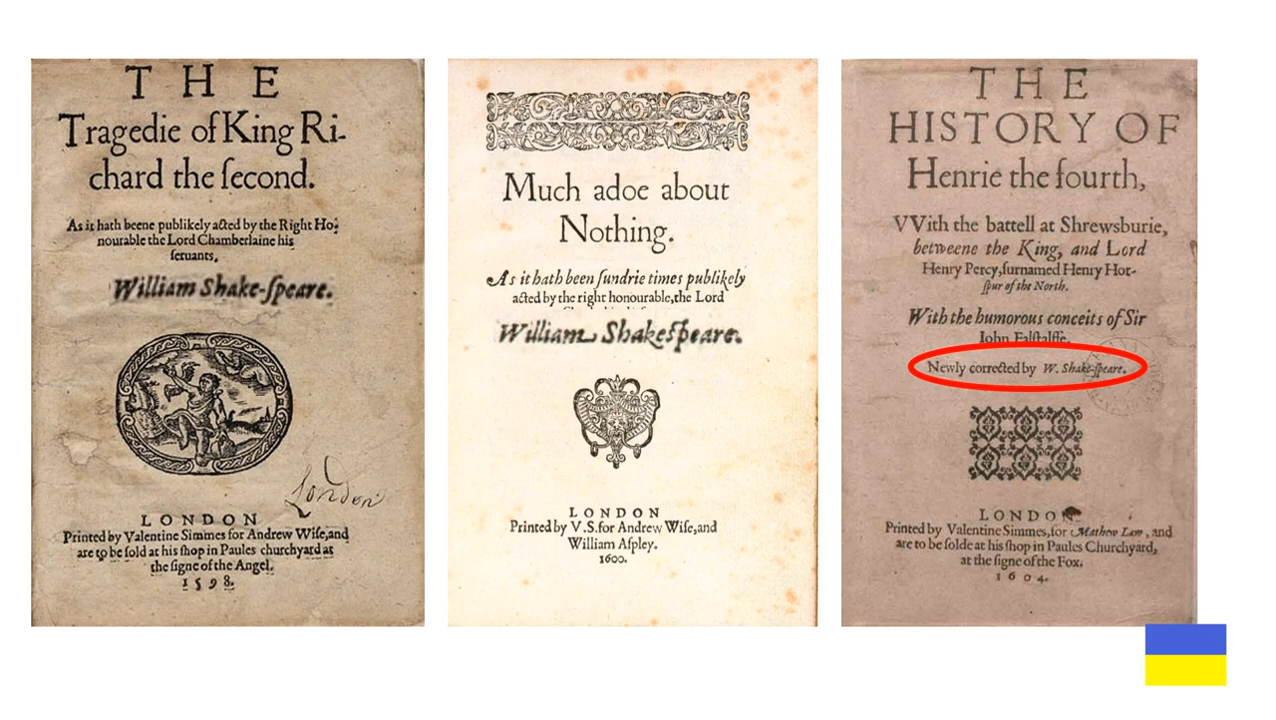 THE
Tragedie of King Ri-
chard the ſecond.
As it hath beene publikely acted by the Right Ho-
nourable the Lord Chamberlaine his
ſeruants.
William Shake-ſpeare.
London
LONDON
Printed by Valentine Simmes for Andrew Wiſe, and
are to be ſold at his ſhop in Paules churchyard at
the ſigne of the Angel.
1598.
Much adoe about
Nothing.
As it hath been ſundrie times publikely
acted by the right honourable, the Lord
William Shakeſpeare.
LONDON
Printed by V.S. for Andrew Wiſe, and
William Aſpley.
1600.
THE
HISTORY OF
Henrie the fourth,
VVith the battell at Shrewsburie,
betweene the King, and Lord
Henry Percy, ſurnamed Henry Hot-
ſpur of the North.
With the humorous conceits of Sir
Iohn Falſtalffe.
Newly corrected by W. Shake-ſpeare.
LONDON
Printed by Valentine Simmes, for Mathew Law, and
are to be ſolde at his ſhop in Paules Churchyard,
at the ſigne of the Fox.
1604.